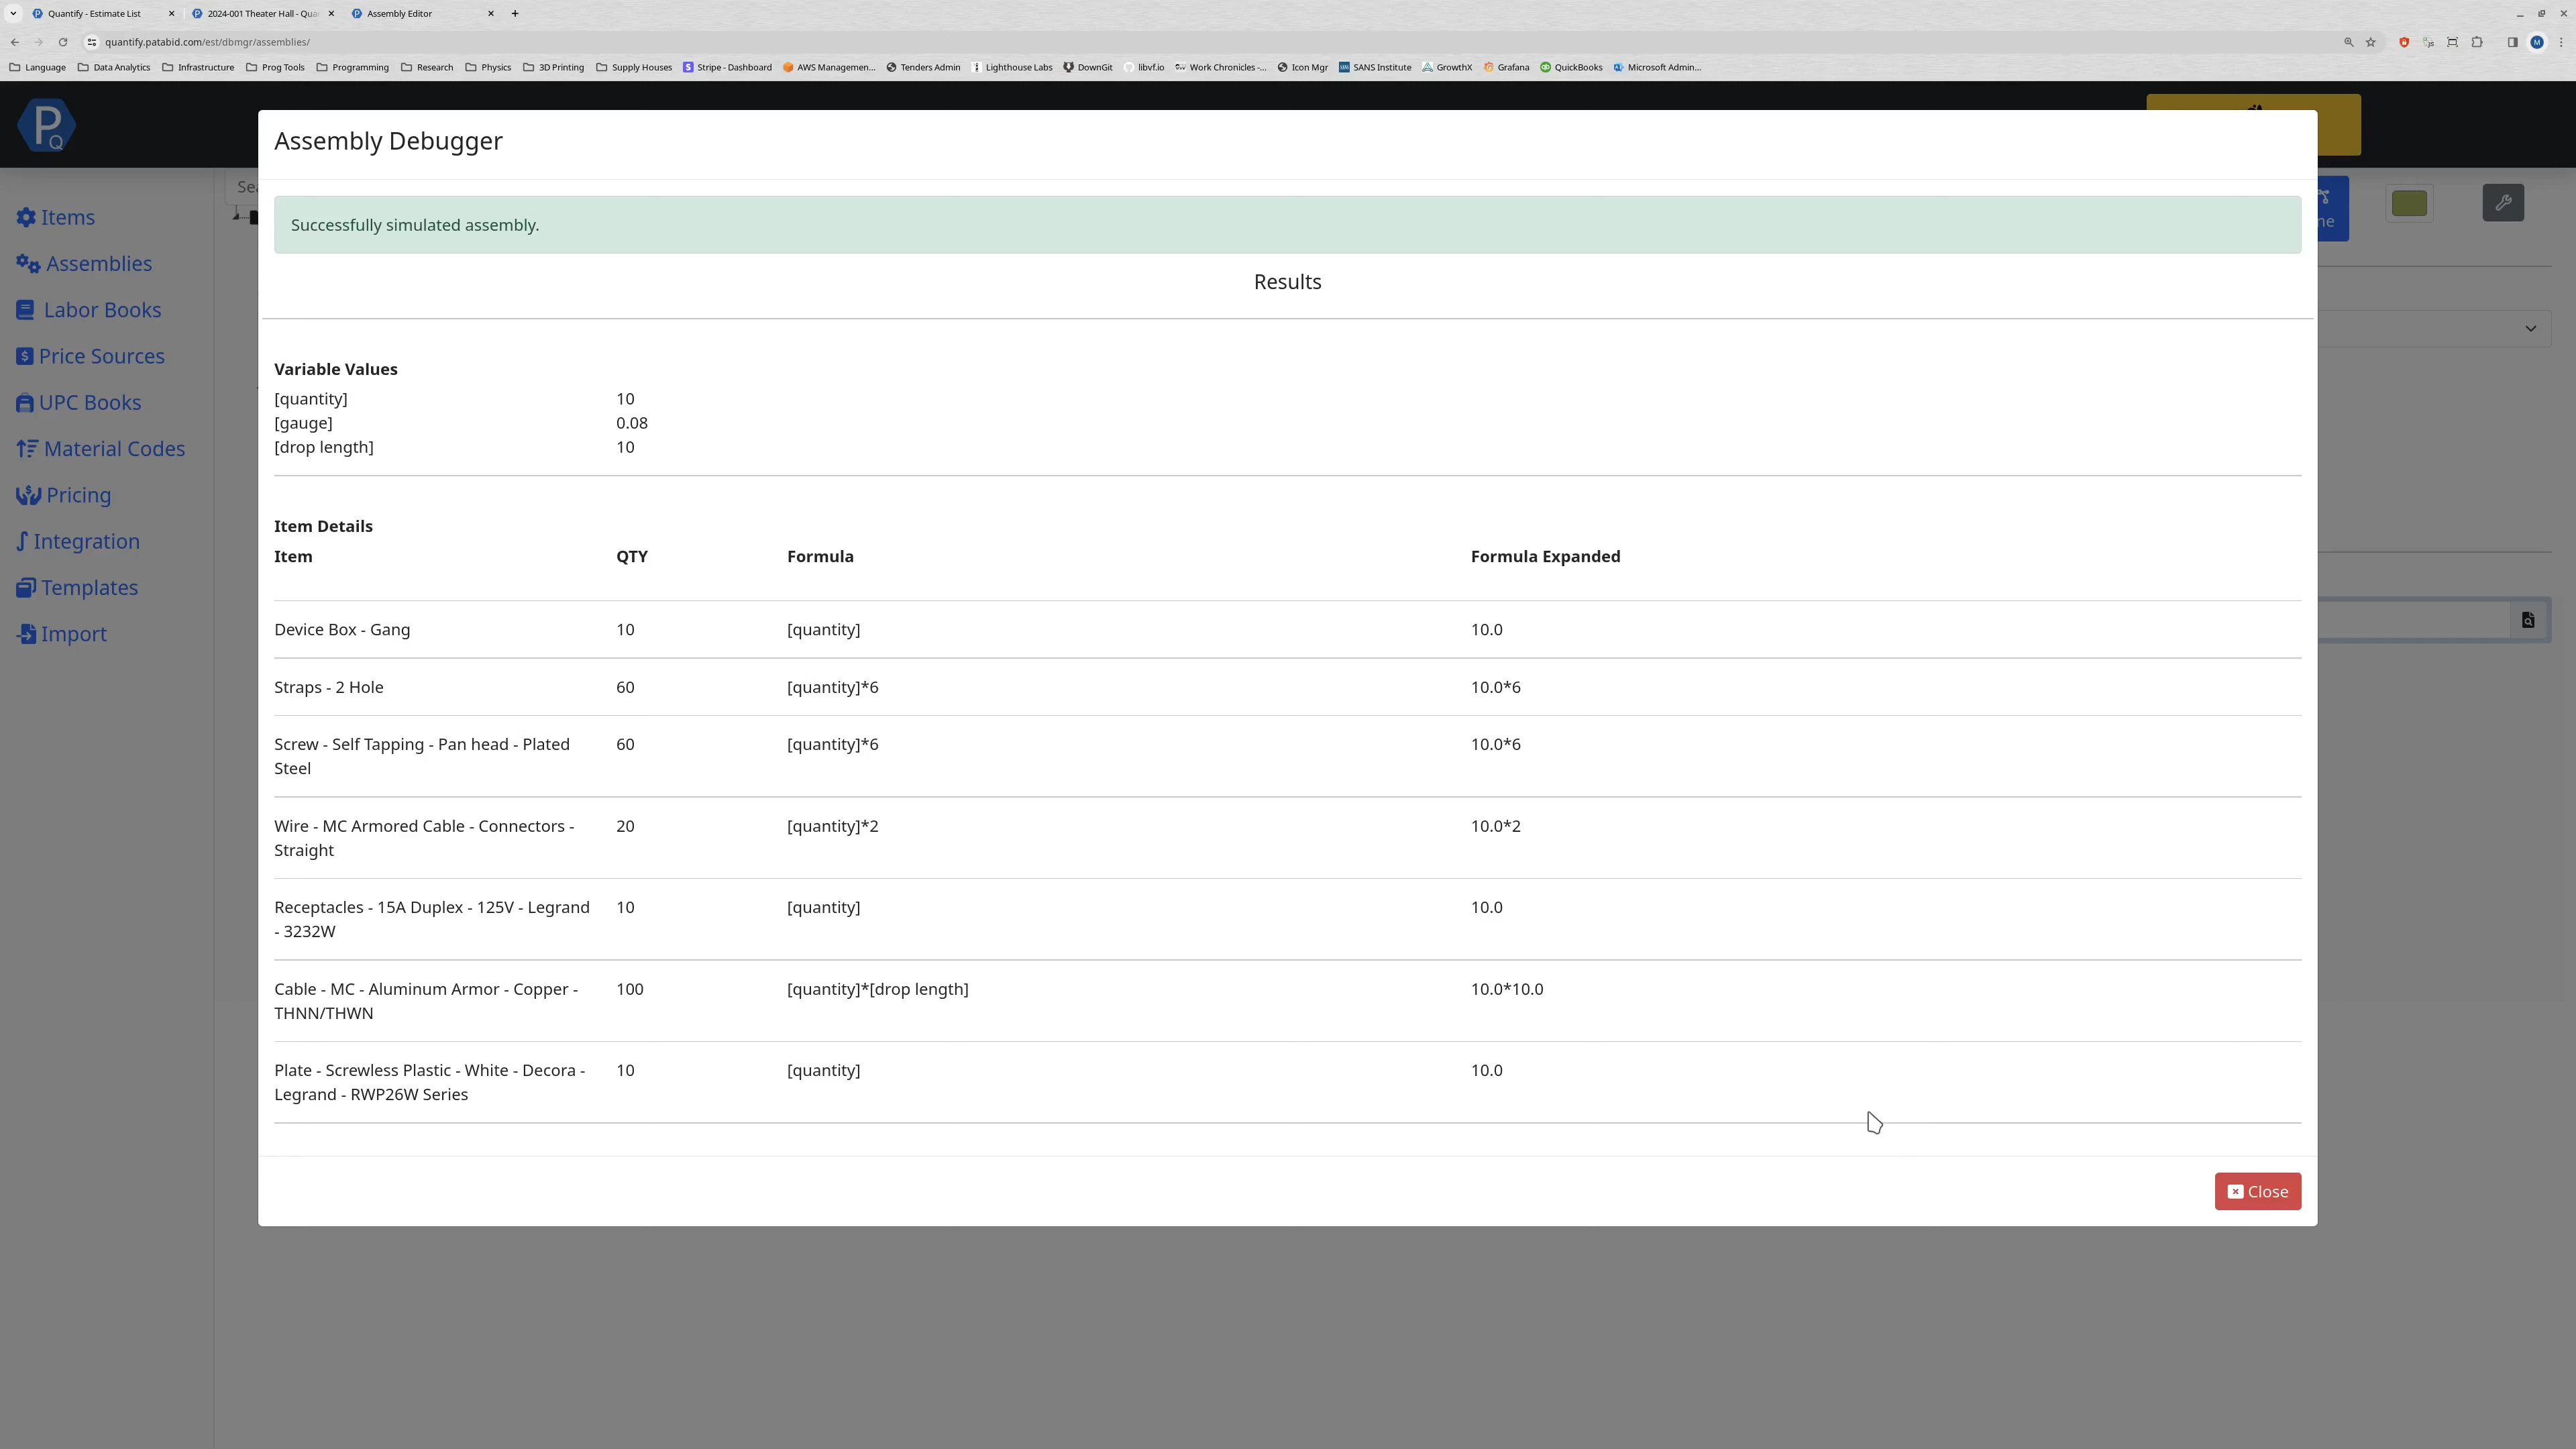 Quantify - Estimate List
2024-001 Theater Hall - Qua
Assembly Editor
quantify.patabid.com/est/dbmgr/assemblies/
M
Language Data Analytics Infrastructure Prog Tools Programming Research Physics 3D Printing Supply Houses Stripe - Dashboard AWS Managemen... Tenders Admin Lighthouse Labs DownGit libvf.io Work Chronicles -... Icon Mgr SANS Institute GrowthX Grafana QuickBooks Microsoft Admin...
PQ
Sea
ne
Items
Assemblies
Labor Books
Price Sources
UPC Books
Material Codes
Pricing
Integration
Templates
Import
Assembly Debugger
Successfully simulated assembly.
Results
Variable Values
[quantity] 10
[gauge] 0.08
[drop length] 10
Item Details
Item QTY Formula Formula Expanded
Device Box - Gang 10 [quantity] 10.0
Straps - 2 Hole 60 [quantity]*6 10.0*6
Screw - Self Tapping - Pan head - Plated 60 [quantity]*6 10.0*6
Steel
Wire - MC Armored Cable - Connectors - 20 [quantity]*2 10.0*2
Straight
Receptacles - 15A Duplex - 125V - Legrand 10 [quantity] 10.0
- 3232W
Cable - MC - Aluminum Armor - Copper - 100 [quantity]*[drop length] 10.0*10.0
THNN/THWN
Plate - Screwless Plastic - White - Decora - 10 [quantity] 10.0
Legrand - RWP26W Series
Close